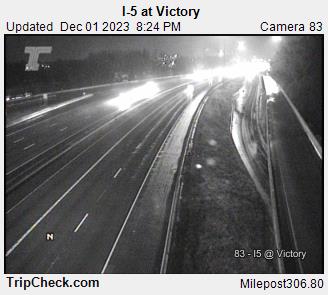 I-5 at Victory
Updated Dec 01 2023 8:24 PM Camera 83
T
N
83 - I5 @ Victory
TripCheck.com Milepost306.80